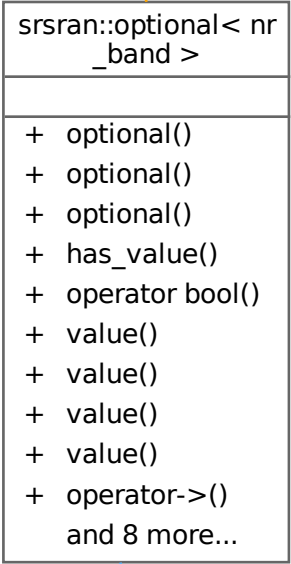 srsran::optional< nr
_band >
+ optional()
+ optional()
+ optional()
+ has_value()
+ operator bool()
+ value()
+ value()
+ value()
+ value()
+ operator->()
and 8 more...